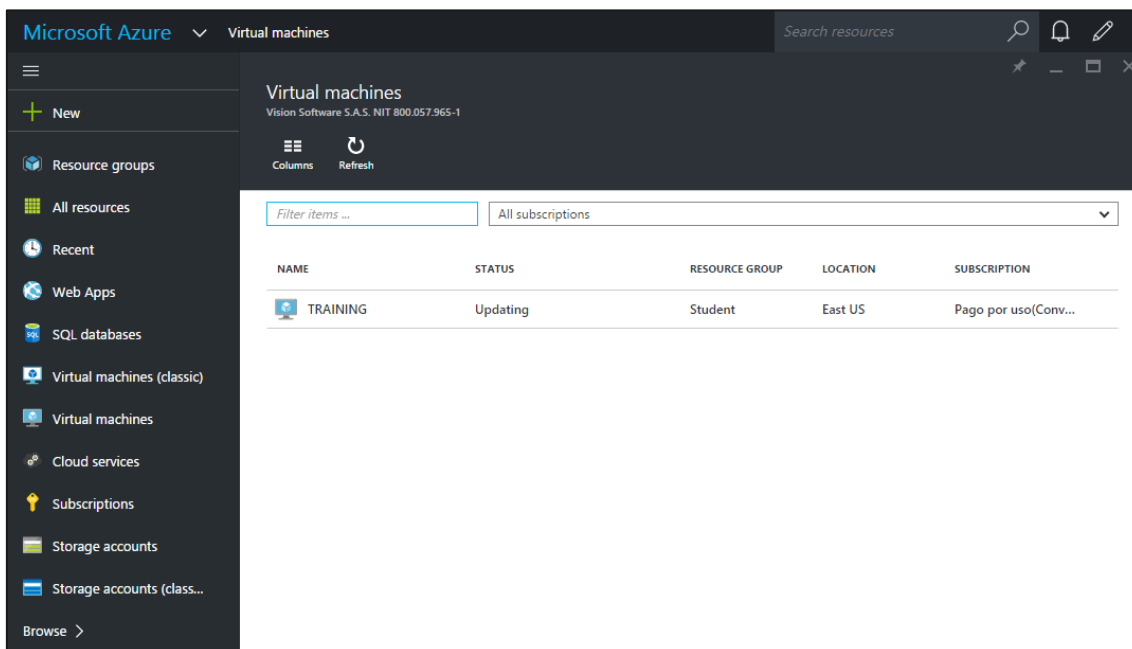 Microsoft Azure Virtual machines Search resources
New
Resource groups
All resources
Recent
Web Apps
SQL databases
Virtual machines (classic)
Virtual machines
Cloud services
Subscriptions
Storage accounts
Storage accounts (class...
Browse
Virtual machines
Vision Software S.A.S. NIT 800.057.965-1
Columns Refresh
Filter items ... All subscriptions
NAME STATUS RESOURCE GROUP LOCATION SUBSCRIPTION
TRAINING Updating Student East US Pago por uso(Conv...